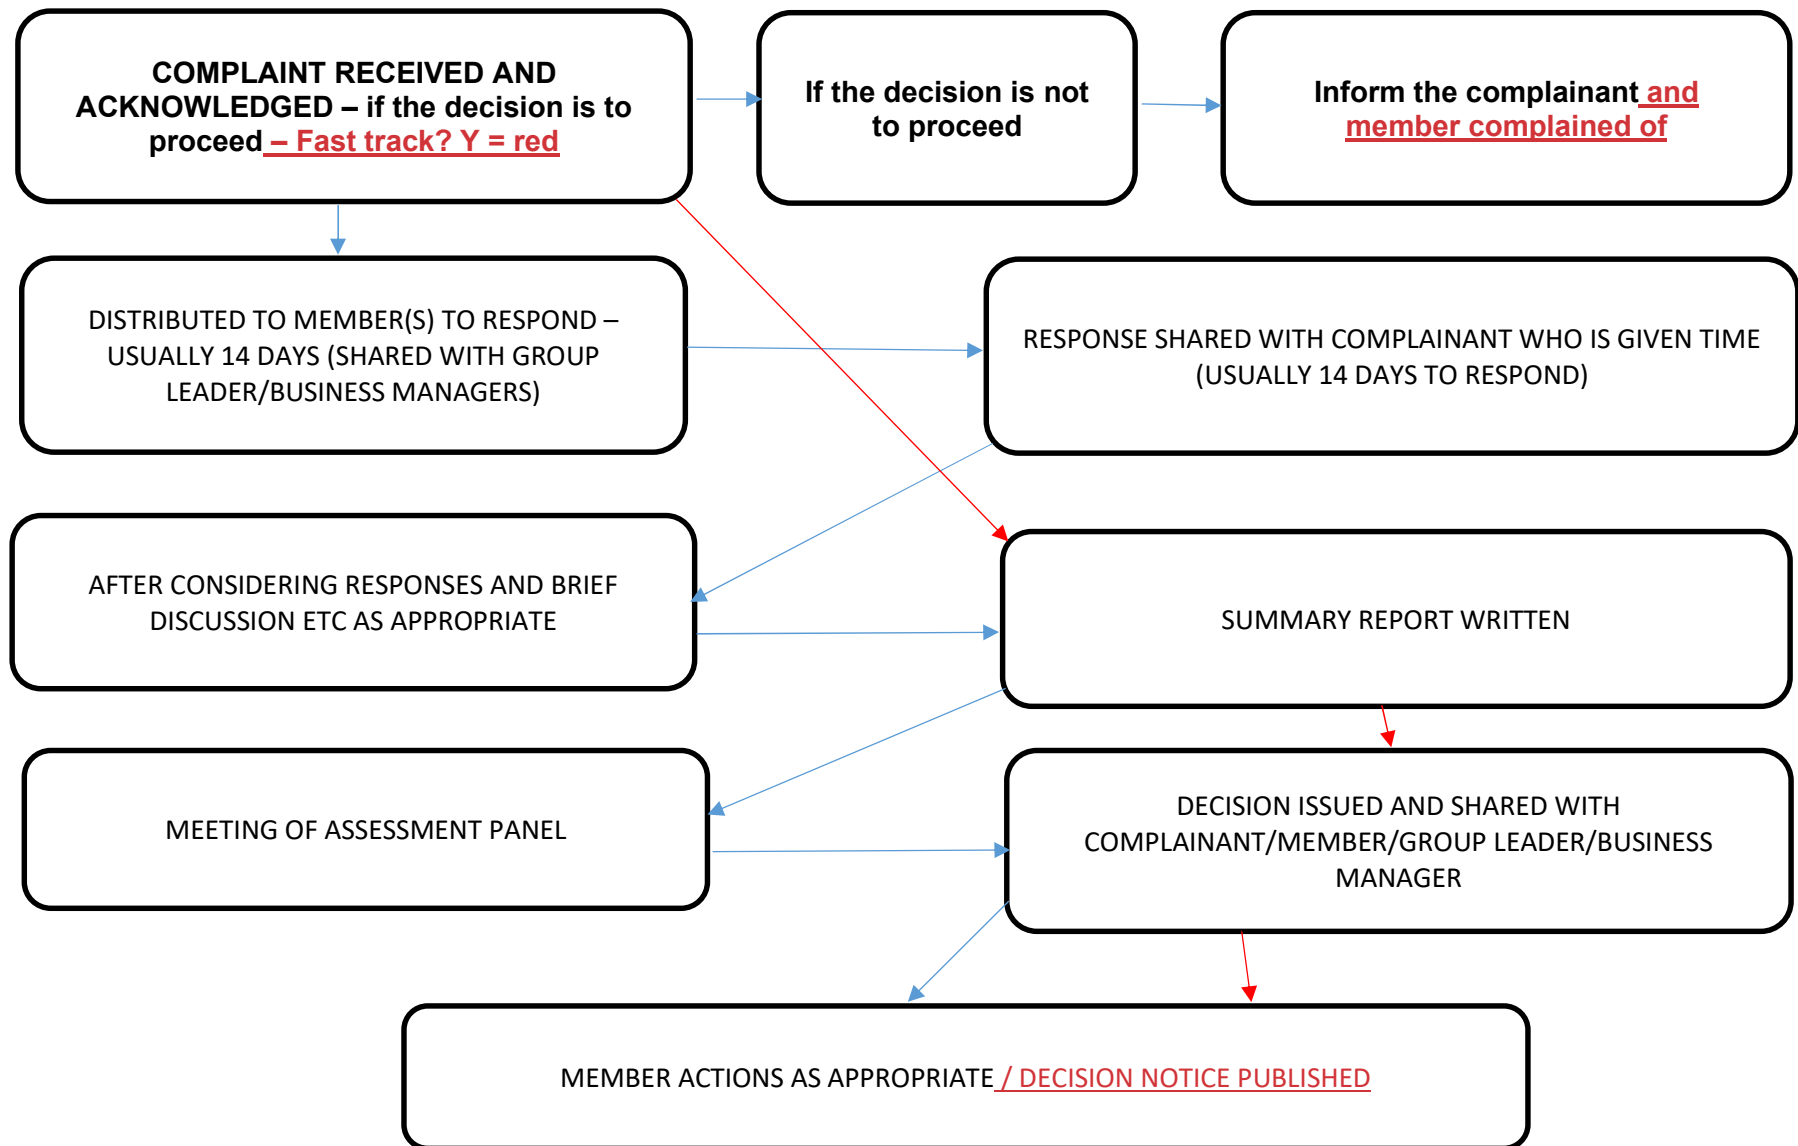 COMPLAINT RECEIVED AND
ACKNOWLEDGED – if the decision is to
proceed – Fast track? Y = red
If the decision is not
to proceed
Inform the complainant and
member complained of
DISTRIBUTED TO MEMBER(S) TO RESPOND –
USUALLY 14 DAYS (SHARED WITH GROUP
LEADER/BUSINESS MANAGERS)
RESPONSE SHARED WITH COMPLAINANT WHO IS GIVEN TIME
(USUALLY 14 DAYS TO RESPOND)
AFTER CONSIDERING RESPONSES AND BRIEF
DISCUSSION ETC AS APPROPRIATE
SUMMARY REPORT WRITTEN
MEETING OF ASSESSMENT PANEL
DECISION ISSUED AND SHARED WITH
COMPLAINANT/MEMBER/GROUP LEADER/BUSINESS
MANAGER
MEMBER ACTIONS AS APPROPRIATE / DECISION NOTICE PUBLISHED